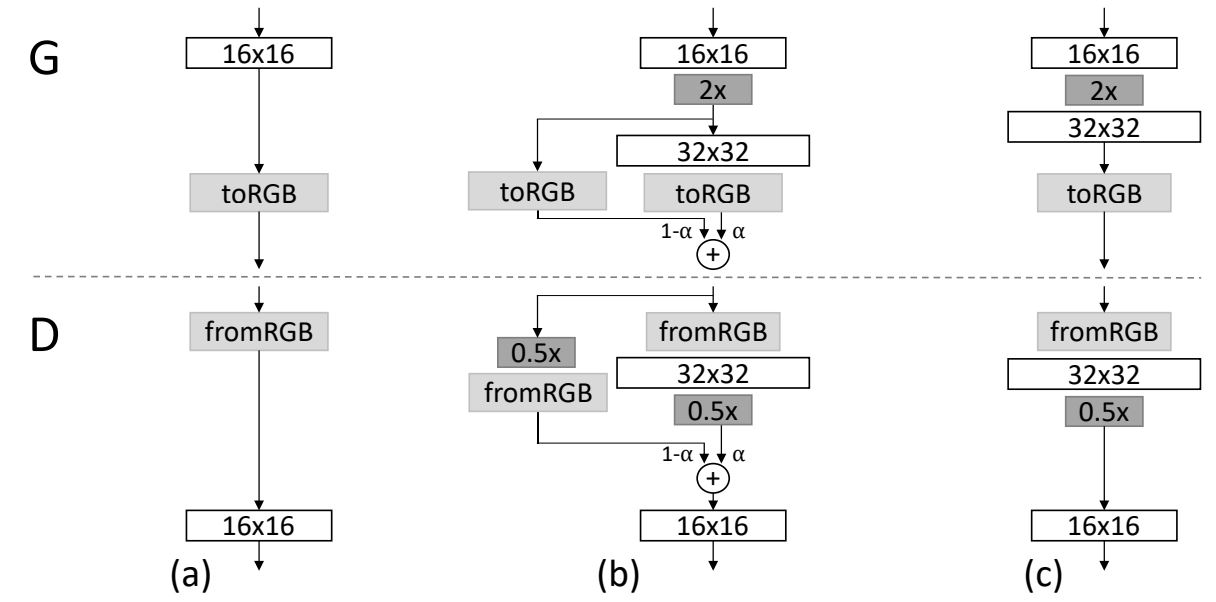 G
16x16
toRGB
16x16
2x
32x32
toRGB
toRGB
1-α
α
+
16x16
2x
32x32
toRGB
D
fromRGB
16x16
0.5x
fromRGB
fromRGB
32x32
0.5x
1-α
α
+
16x16
fromRGB
32x32
0.5x
16x16
(a)
(b)
(c)